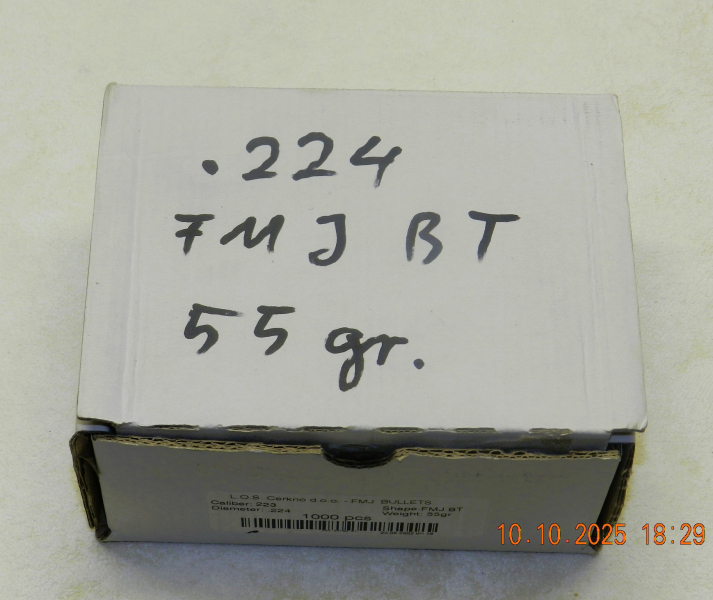 .224
FMJ BT
55 gr.
L.O.S. Cerkno d.o.o. - FMJ BULLETS
Caliber: 223 Shape: FMJ BT
Diameter: .224 Weight: 55gr
1000 pcs
10.10.2025 18:29